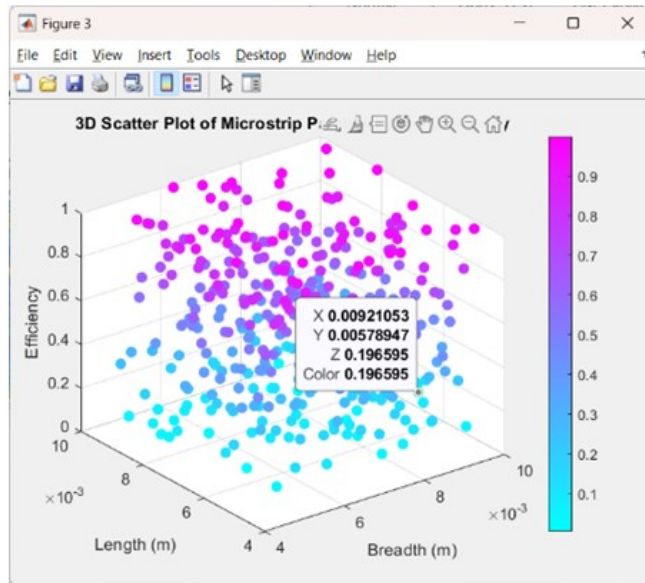 Figure 3
File Edit View Insert Tools Desktop Window Help
3D Scatter Plot of Microstrip P
y
1
0.8
0.6
0.4
0.2
0
Efficiency
10
8
6
4
×10⁻³
Length (m)
4
6
8
10
×10⁻³
Breadth (m)
X 0.00921053
Y 0.00578947
Z 0.196595
Color 0.196595
0.9
0.8
0.7
0.6
0.5
0.4
0.3
0.2
0.1